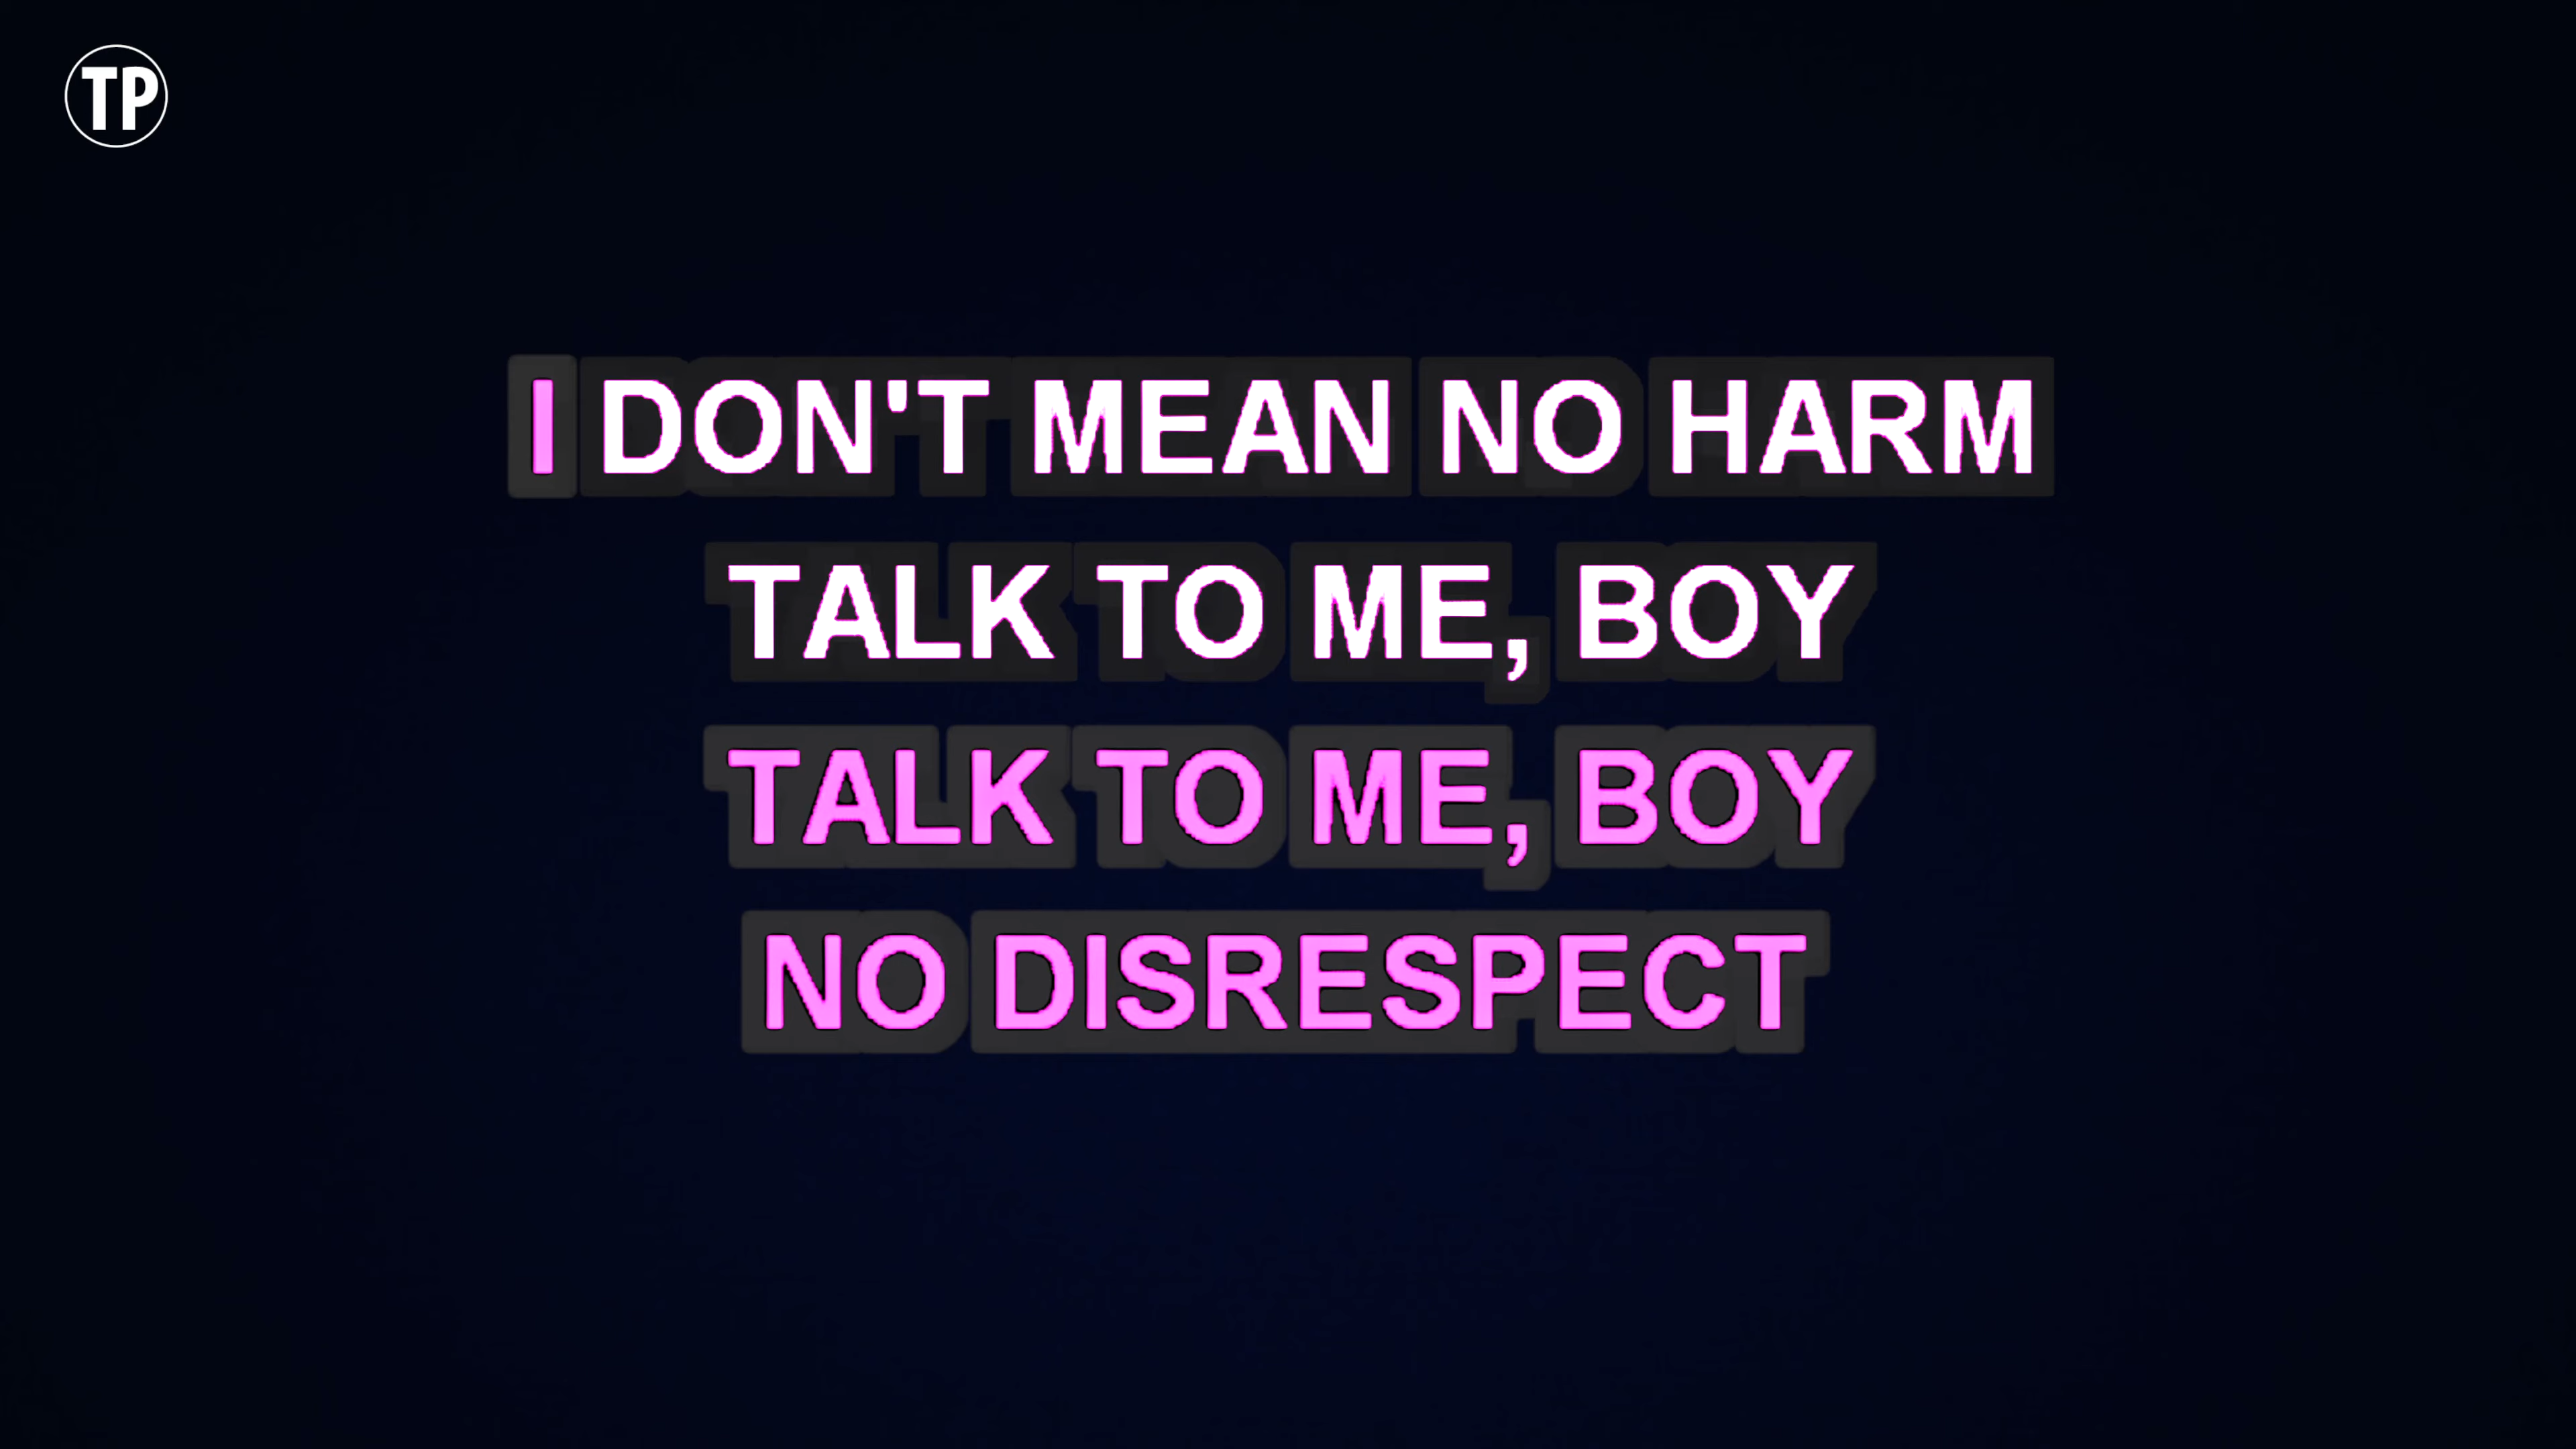 TP
I DON'T MEAN NO HARM
TALK TO ME, BOY
TALK TO ME, BOY
NO DISRESPECT